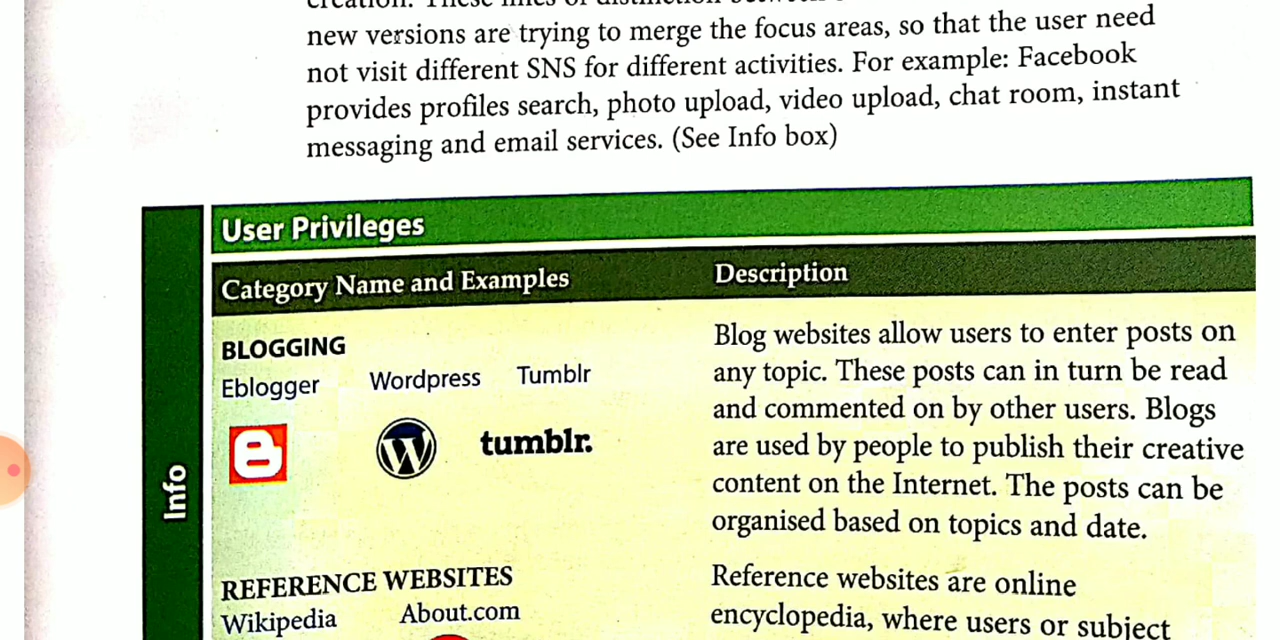 new versions are trying to merge the focus areas, so that the user need
not visit different SNS for different activities. For example: Facebook
provides profiles search, photo upload, video upload, chat room, instant
messaging and email services. (See Info box)
Info
User Privileges
Category Name and Examples
Description
BLOGGING
Eblogger Wordpress Tumblr
tumblr.
Blog websites allow users to enter posts on
any topic. These posts can in turn be read
and commented on by other users. Blogs
are used by people to publish their creative
content on the Internet. The posts can be
organised based on topics and date.
REFERENCE WEBSITES
Wikipedia About.com
Reference websites are online
encyclopedia, where users or subject